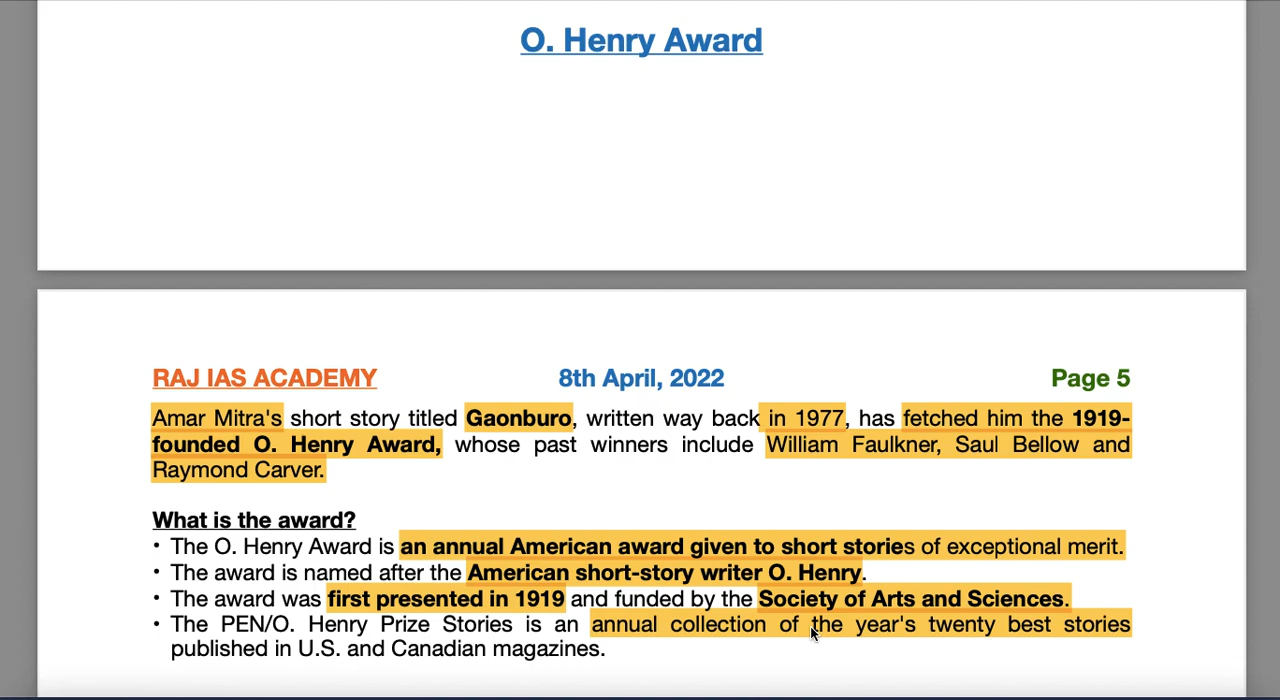 O. Henry Award
RAJ IAS ACADEMY 8th April, 2022 Page 5
Amar Mitra's short story titled Gaonburo, written way back in 1977, has fetched him the 1919-
founded O. Henry Award, whose past winners include William Faulkner, Saul Bellow and
Raymond Carver.
What is the award?
• The O. Henry Award is an annual American award given to short stories of exceptional merit.
• The award is named after the American short-story writer O. Henry.
• The award was first presented in 1919 and funded by the Society of Arts and Sciences.
• The PEN/O. Henry Prize Stories is an annual collection of the year's twenty best stories
published in U.S. and Canadian magazines.